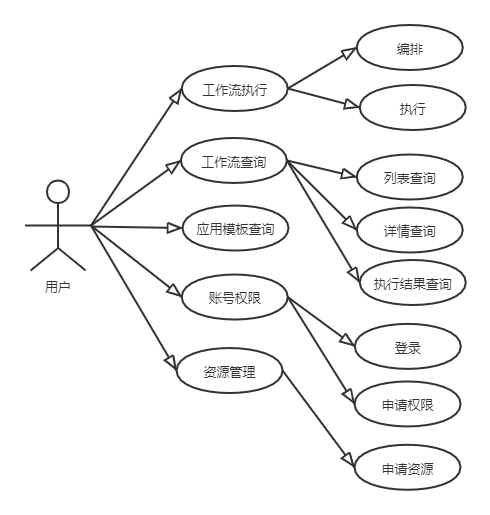 编排
工作流执行
执行
工作流查询
列表查询
应用模板查询
详情查询
用户
账号权限
执行结果查询
登录
资源管理
申请权限
申请资源